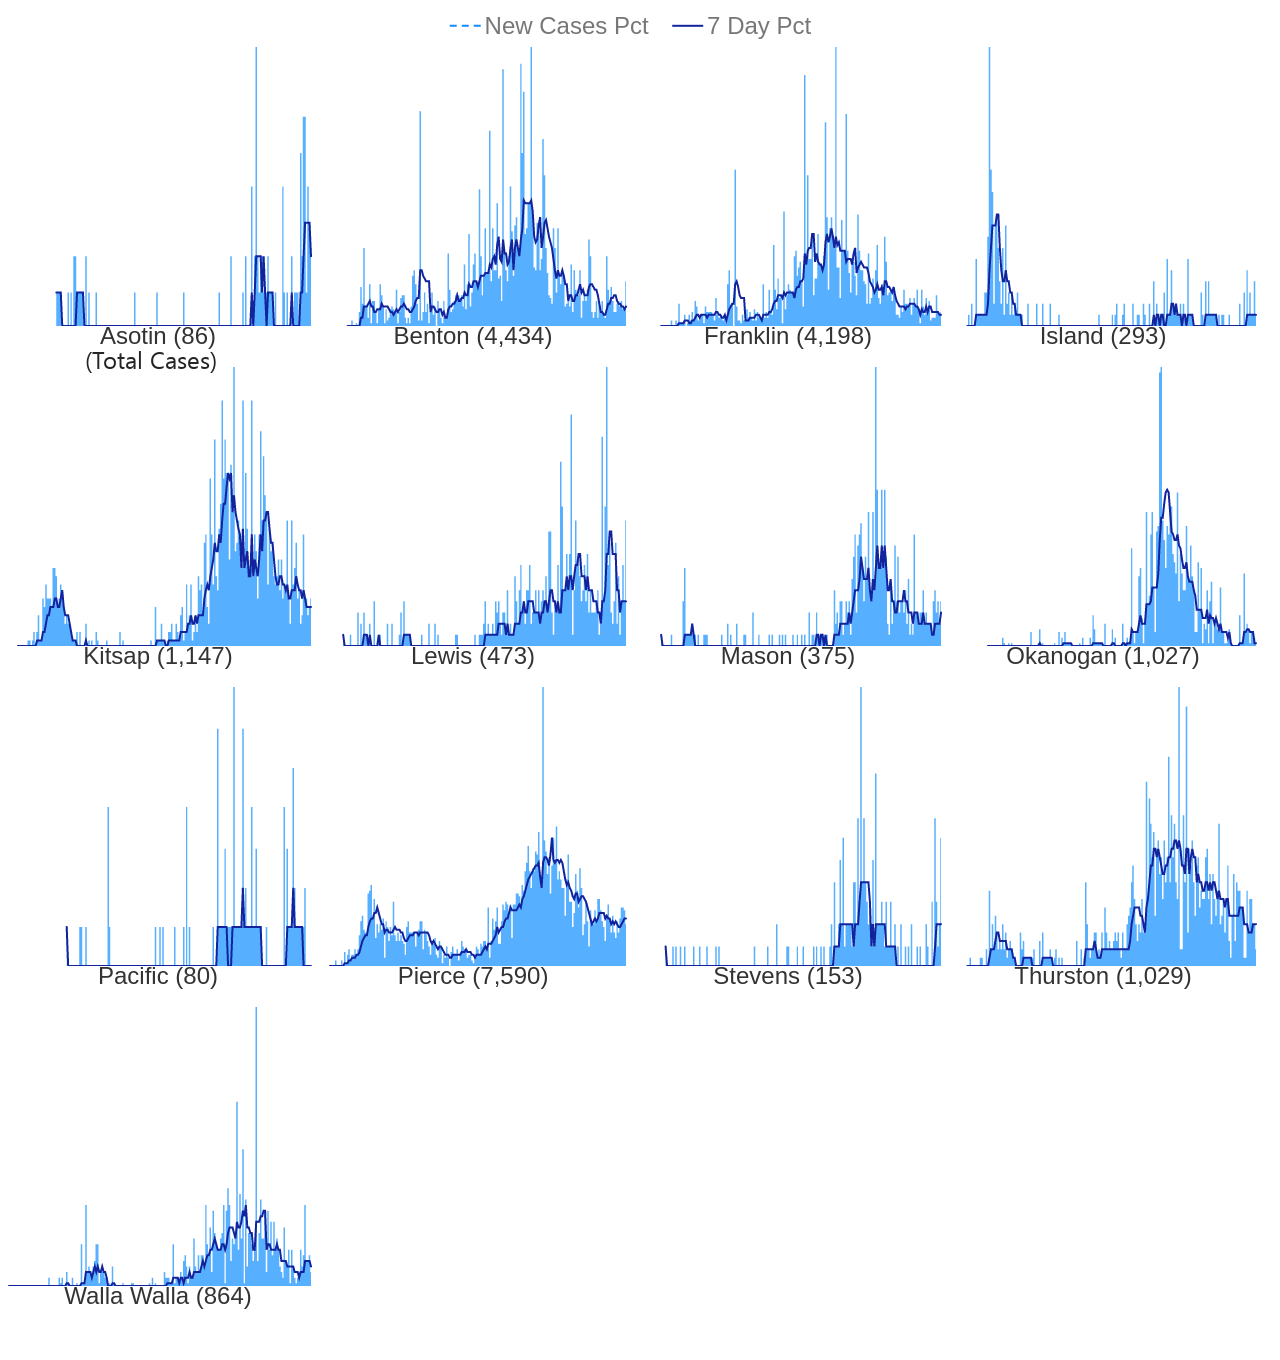 New Cases Pct 7 Day Pct
Asotin (86) Benton (4,434) Franklin (4,198) Island (293)
(Total Cases)
Kitsap (1,147) Lewis (473) Mason (375) Okanogan (1,027)
Pacific (80) Pierce (7,590) Stevens (153) Thurston (1,029)
Walla Walla (864)